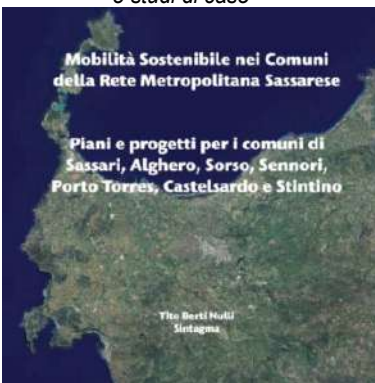 e studi di caso
Mobilità Sostenibile nei Comuni
della Rete Metropolitana Sassarese
Piani e progetti per i comuni di
Sassari, Alghero, Sorso, Sennori,
Porto Torres, Castelsardo e Stintino
Tito Berti Nulli
Sintagma